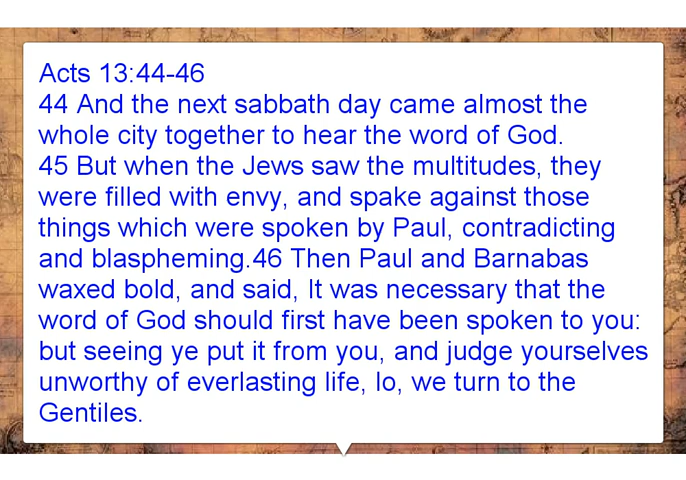 Acts 13:44-46
44 And the next sabbath day came almost the
whole city together to hear the word of God.
45 But when the Jews saw the multitudes, they
were filled with envy, and spake against those
things which were spoken by Paul, contradicting
and blaspheming.46 Then Paul and Barnabas
waxed bold, and said, It was necessary that the
word of God should first have been spoken to you:
but seeing ye put it from you, and judge yourselves
unworthy of everlasting life, lo, we turn to the
Gentiles.